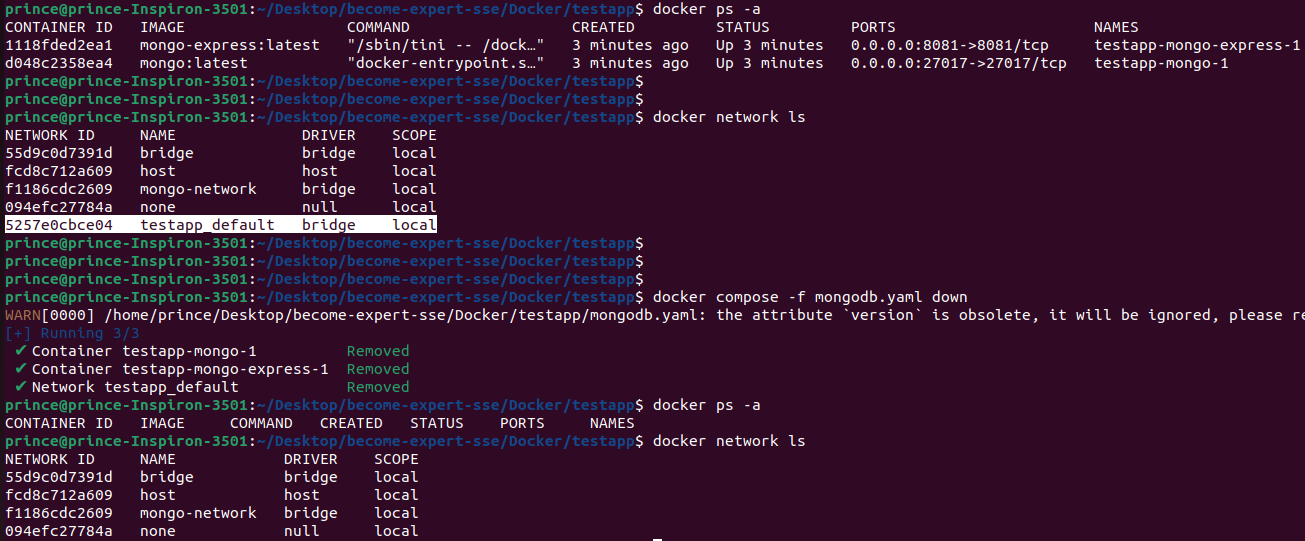 prince@prince-Inspiron-3501:~/Desktop/become-expert-sse/Docker/testapp$ docker ps -a
CONTAINER ID   IMAGE                  COMMAND                  CREATED         STATUS         PORTS                      NAMES
1118fded2ea1   mongo-express:latest   "/sbin/tini -- /dock…"   3 minutes ago   Up 3 minutes   0.0.0.0:8081->8081/tcp     testapp-mongo-express-1
d048c2358ea4   mongo:latest           "docker-entrypoint.s…"   3 minutes ago   Up 3 minutes   0.0.0.0:27017->27017/tcp   testapp-mongo-1
prince@prince-Inspiron-3501:~/Desktop/become-expert-sse/Docker/testapp$
prince@prince-Inspiron-3501:~/Desktop/become-expert-sse/Docker/testapp$
prince@prince-Inspiron-3501:~/Desktop/become-expert-sse/Docker/testapp$ docker network ls
NETWORK ID     NAME              DRIVER    SCOPE
55d9c0d7391d   bridge            bridge    local
fcd8c712a609   host              host      local
f1186cdc2609   mongo-network     bridge    local
094efc27784a   none              null      local
5257e0cbce04   testapp_default   bridge    local
prince@prince-Inspiron-3501:~/Desktop/become-expert-sse/Docker/testapp$
prince@prince-Inspiron-3501:~/Desktop/become-expert-sse/Docker/testapp$
prince@prince-Inspiron-3501:~/Desktop/become-expert-sse/Docker/testapp$
prince@prince-Inspiron-3501:~/Desktop/become-expert-sse/Docker/testapp$ docker compose -f mongodb.yaml down
WARN[0000] /home/prince/Desktop/become-expert-sse/Docker/testapp/mongodb.yaml: the attribute `version` is obsolete, it will be ignored, please re
[+] Running 3/3
✔ Container testapp-mongo-1          Removed
✔ Container testapp-mongo-express-1  Removed
✔ Network testapp_default            Removed
prince@prince-Inspiron-3501:~/Desktop/become-expert-sse/Docker/testapp$ docker ps -a
CONTAINER ID   IMAGE     COMMAND   CREATED   STATUS    PORTS     NAMES
prince@prince-Inspiron-3501:~/Desktop/become-expert-sse/Docker/testapp$ docker network ls
NETWORK ID     NAME            DRIVER    SCOPE
55d9c0d7391d   bridge          bridge    local
fcd8c712a609   host            host      local
f1186cdc2609   mongo-network   bridge    local
094efc27784a   none            null      local